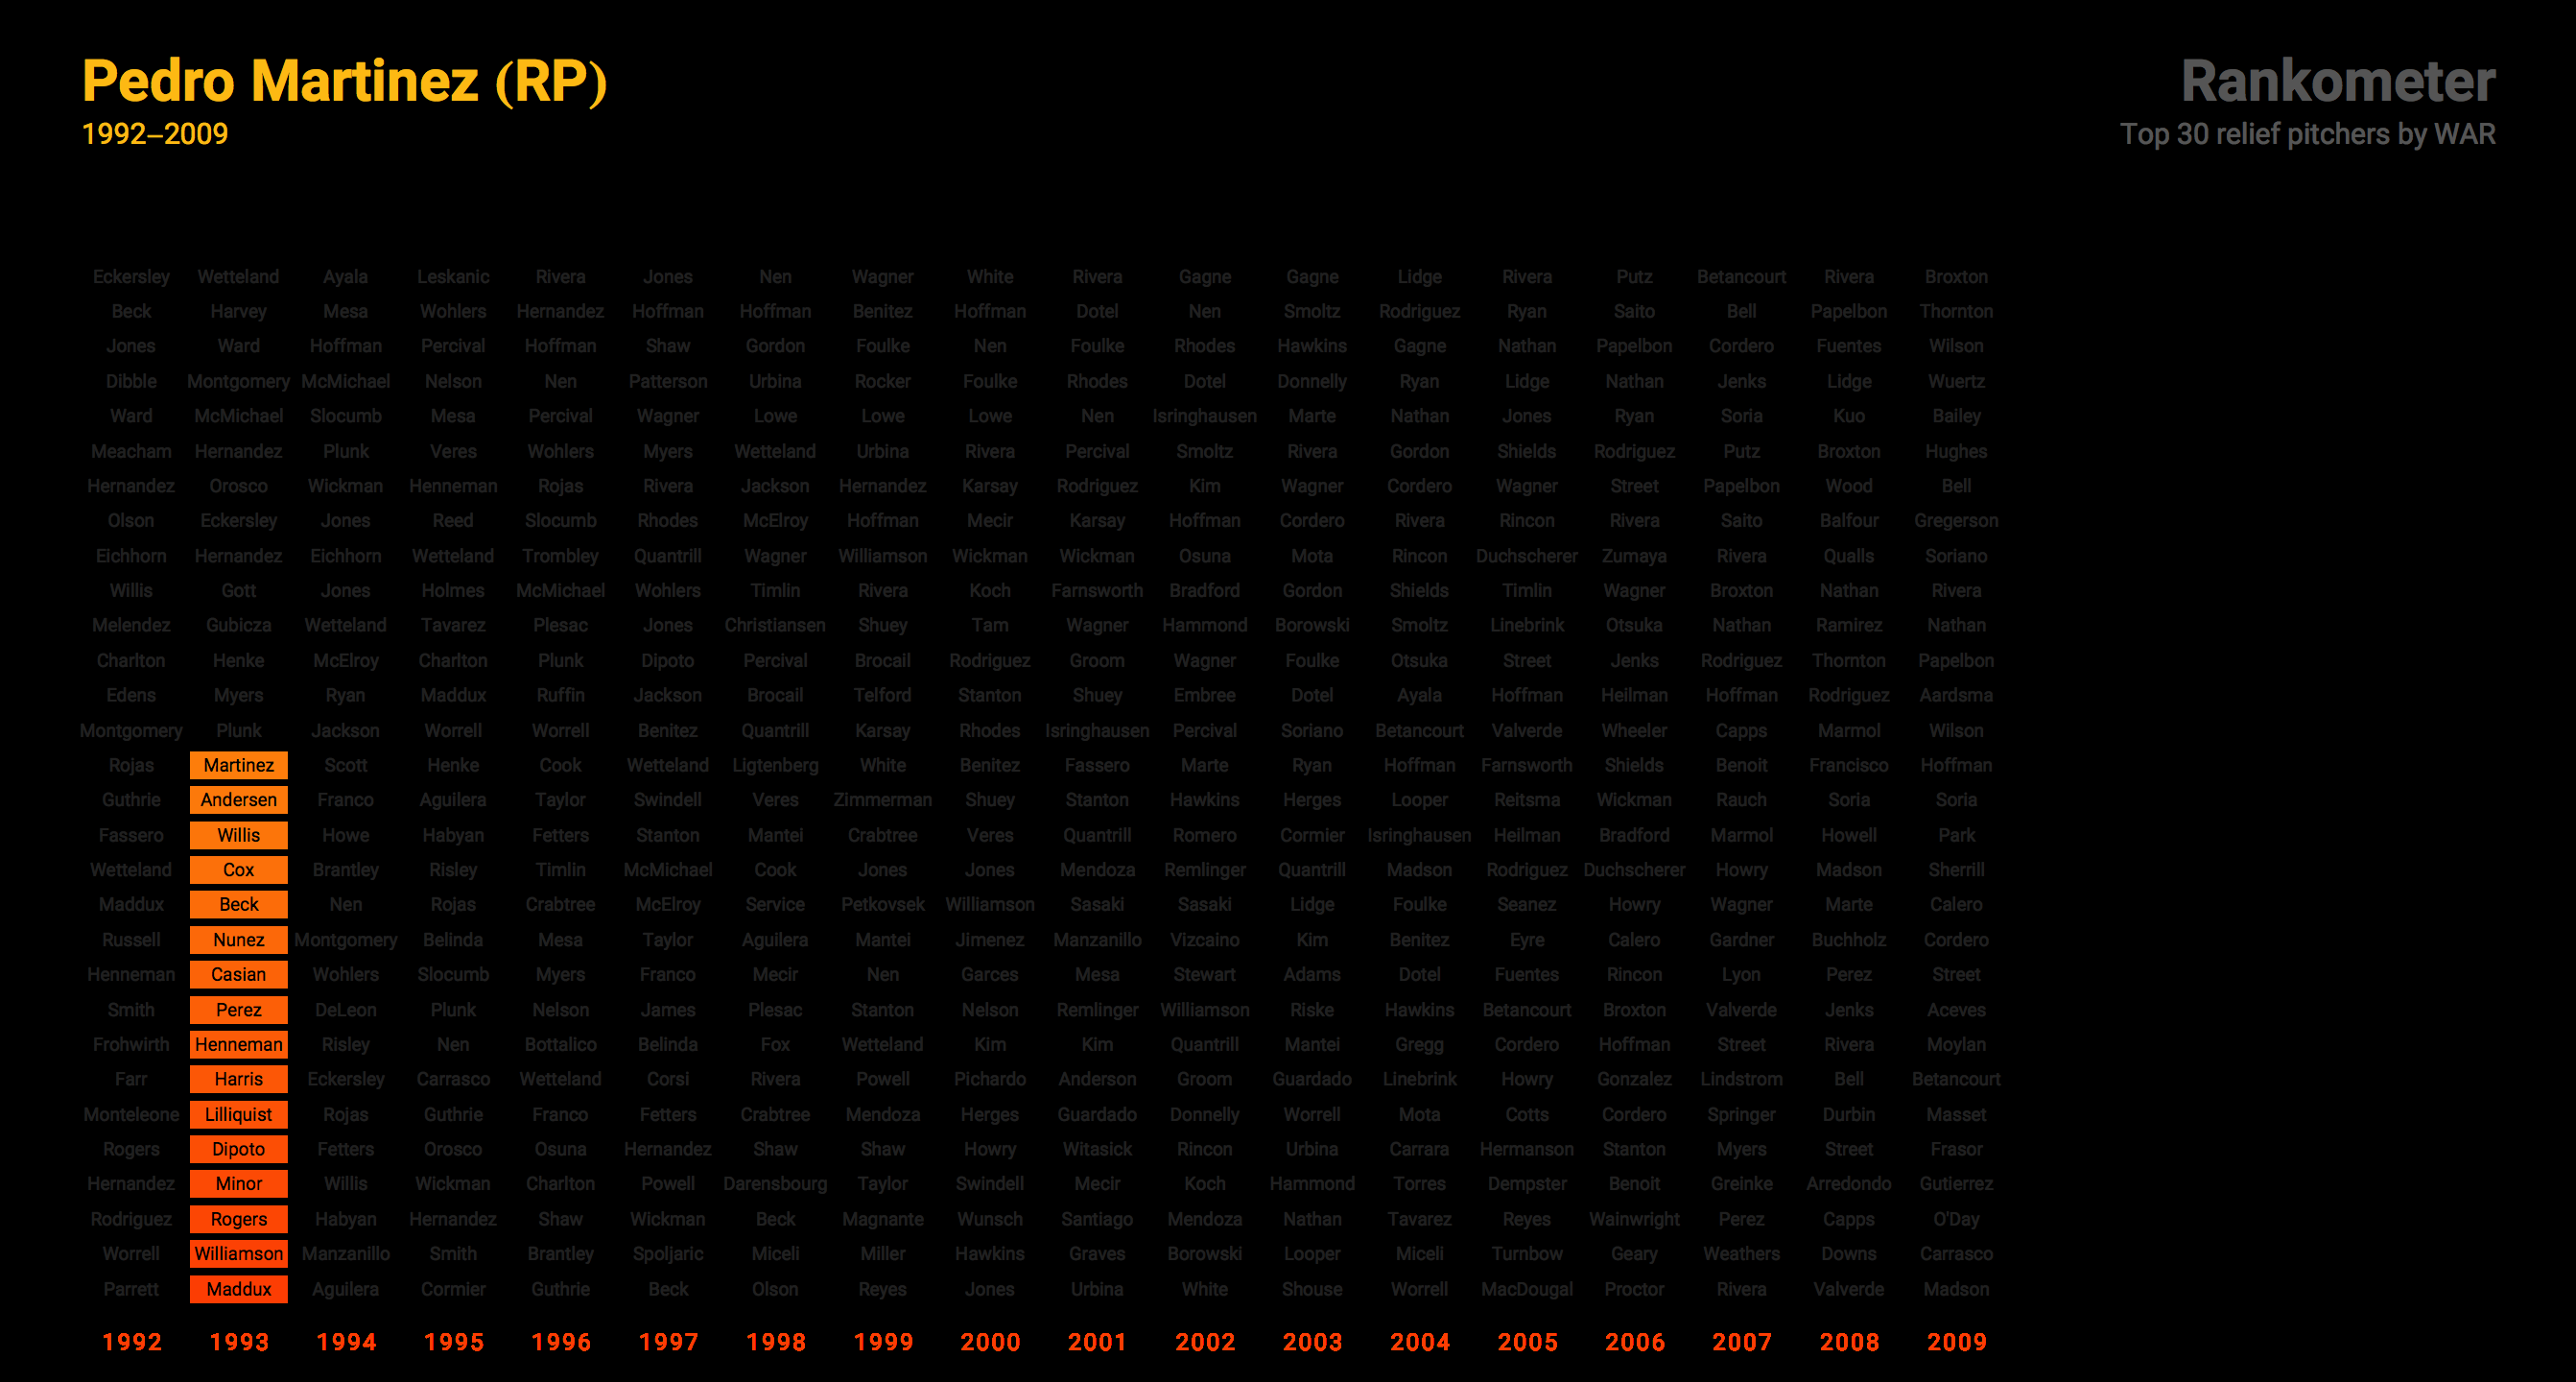 Pedro Martinez (RP)
1992–2009
Rankometer
Top 30 relief pitchers by WAR
Eckersley Wetteland Ayala Leskanic Rivera Jones Nen Wagner White Rivera Gagne Gagne Lidge Rivera Putz Betancourt Rivera Broxton
Beck Harvey Mesa Wohlers Hernandez Hoffman Hoffman Benitez Hoffman Dotel Nen Smoltz Rodriguez Ryan Saito Bell Papelbon Thornton
Jones Ward Hoffman Percival Hoffman Shaw Gordon Foulke Nen Foulke Rhodes Hawkins Gagne Nathan Papelbon Cordero Fuentes Wilson
Dibble Montgomery McMichael Nelson Nen Patterson Urbina Rocker Foulke Rhodes Dotel Donnelly Ryan Lidge Nathan Jenks Lidge Wuertz
Ward McMichael Slocumb Mesa Percival Wagner Lowe Lowe Lowe Nen Isringhausen Marte Nathan Jones Ryan Soria Kuo Bailey
Meacham Hernandez Plunk Veres Wohlers Myers Wetteland Urbina Rivera Percival Smoltz Rivera Gordon Shields Rodriguez Putz Broxton Hughes
Hernandez Orosco Wickman Henneman Rojas Rivera Jackson Hernandez Karsay Rodriguez Kim Wagner Cordero Wagner Street Papelbon Wood Bell
Olson Eckersley Jones Reed Slocumb Rhodes McElroy Hoffman Mecir Karsay Hoffman Cordero Rivera Rincon Rivera Saito Balfour Gregerson
Eichhorn Hernandez Eichhorn Wetteland Trombley Quantrill Wagner Williamson Wickman Wickman Osuna Mota Rincon Duchscherer Zumaya Rivera Qualls Soriano
Willis Gott Jones Holmes McMichael Wohlers Timlin Rivera Koch Farnsworth Bradford Gordon Shields Timlin Wagner Broxton Nathan Rivera
Melendez Gubicza Wetteland Tavarez Plesac Jones Christiansen Shuey Tam Wagner Hammond Borowski Smoltz Linebrink Otsuka Nathan Ramirez Nathan
Charlton Henke McElroy Charlton Plunk Dipoto Percival Brocail Rodriguez Groom Wagner Foulke Otsuka Street Jenks Rodriguez Thornton Papelbon
Edens Myers Ryan Maddux Ruffin Jackson Brocail Telford Stanton Shuey Embree Dotel Ayala Hoffman Heilman Hoffman Rodriguez Aardsma
Montgomery Plunk Jackson Worrell Worrell Benitez Quantrill Karsay Rhodes Isringhausen Percival Soriano Betancourt Valverde Wheeler Capps Marmol Wilson
Rojas Martinez Scott Henke Cook Wetteland Ligtenberg White Benitez Fassero Marte Ryan Hoffman Farnsworth Shields Benoit Francisco Hoffman
Guthrie Andersen Franco Aguilera Taylor Swindell Veres Zimmerman Shuey Stanton Hawkins Herges Looper Reitsma Wickman Rauch Soria Soria
Fassero Willis Howe Habyan Fetters Stanton Mantei Crabtree Veres Quantrill Romero Cormier Isringhausen Heilman Bradford Marmol Howell Park
Wetteland Cox Brantley Risley Timlin McMichael Cook Jones Jones Mendoza Remlinger Quantrill Madson Rodriguez Duchscherer Howry Madson Sherrill
Maddux Beck Nen Rojas Crabtree McElroy Service Petkovsek Williamson Sasaki Sasaki Lidge Foulke Seanez Howry Wagner Marte Calero
Russell Nunez Montgomery Belinda Mesa Taylor Aguilera Mantei Jimenez Manzanillo Vizcaino Kim Benitez Eyre Calero Gardner Buchholz Cordero
Henneman Casian Wohlers Slocumb Myers Franco Mecir Nen Garces Mesa Stewart Adams Dotel Fuentes Rincon Lyon Perez Street
Smith Perez DeLeon Plunk Nelson James Plesac Stanton Nelson Remlinger Williamson Riske Hawkins Betancourt Broxton Valverde Jenks Aceves
Frohwirth Henneman Risley Nen Bottalico Belinda Fox Wetteland Kim Kim Quantrill Mantei Gregg Cordero Hoffman Street Rivera Moylan
Farr Harris Eckersley Carrasco Wetteland Corsi Rivera Powell Pichardo Anderson Groom Guardado Linebrink Howry Gonzalez Lindstrom Bell Betancourt
Monteleone Lilliquist Rojas Guthrie Franco Fetters Crabtree Mendoza Herges Guardado Donnelly Worrell Mota Cotts Cordero Springer Durbin Masset
Rogers Dipoto Fetters Orosco Osuna Hernandez Shaw Shaw Howry Witasick Rincon Urbina Carrara Hermanson Stanton Myers Street Frasor
Hernandez Minor Willis Wickman Charlton Powell Darensbourg Taylor Swindell Mecir Koch Hammond Torres Dempster Benoit Greinke Arredondo Gutierrez
Rodriguez Rogers Habyan Hernandez Shaw Wickman Beck Magnante Wunsch Santiago Mendoza Nathan Tavarez Reyes Wainwright Perez Capps O'Day
Worrell Williamson Manzanillo Smith Brantley Spoljaric Miceli Miller Hawkins Graves Borowski Looper Miceli Turnbow Geary Weathers Downs Carrasco
Parrett Maddux Aguilera Cormier Guthrie Beck Olson Reyes Jones Urbina White Shouse Worrell MacDougal Proctor Rivera Valverde Madson
1992 1993 1994 1995 1996 1997 1998 1999 2000 2001 2002 2003 2004 2005 2006 2007 2008 2009